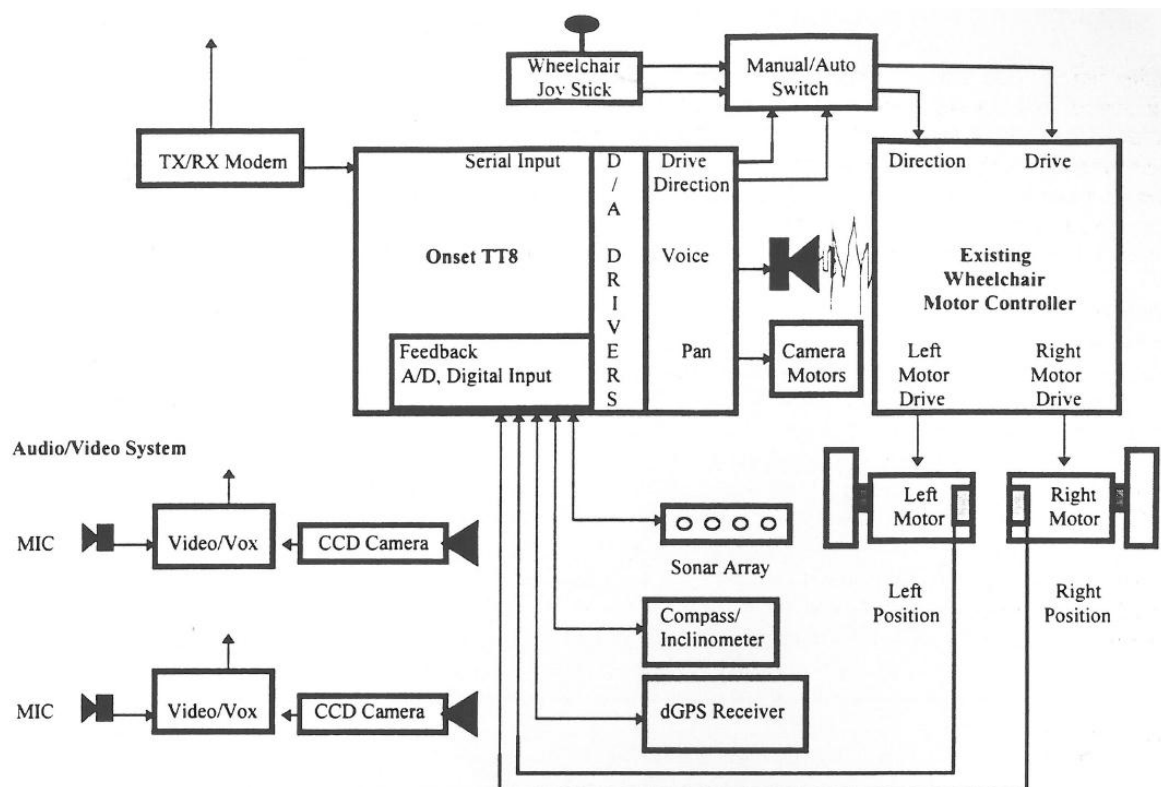 Wheelchair
Joy Stick
Manual/Auto
Switch
TX/RX Modem
Serial Input
D/A DRIVERS
Drive
Direction
Direction
Drive
Onset TT8
Voice
Existing
Wheelchair
Motor Controller
Feedback
A/D, Digital Input
Pan
Camera
Motors
Left
Motor
Drive
Right
Motor
Drive
Audio/Video System
MIC
Video/Vox
CCD Camera
Sonar Array
Left
Motor
Right
Motor
Left
Position
Right
Position
Compass/
Inclinometer
MIC
Video/Vox
CCD Camera
dGPS Receiver